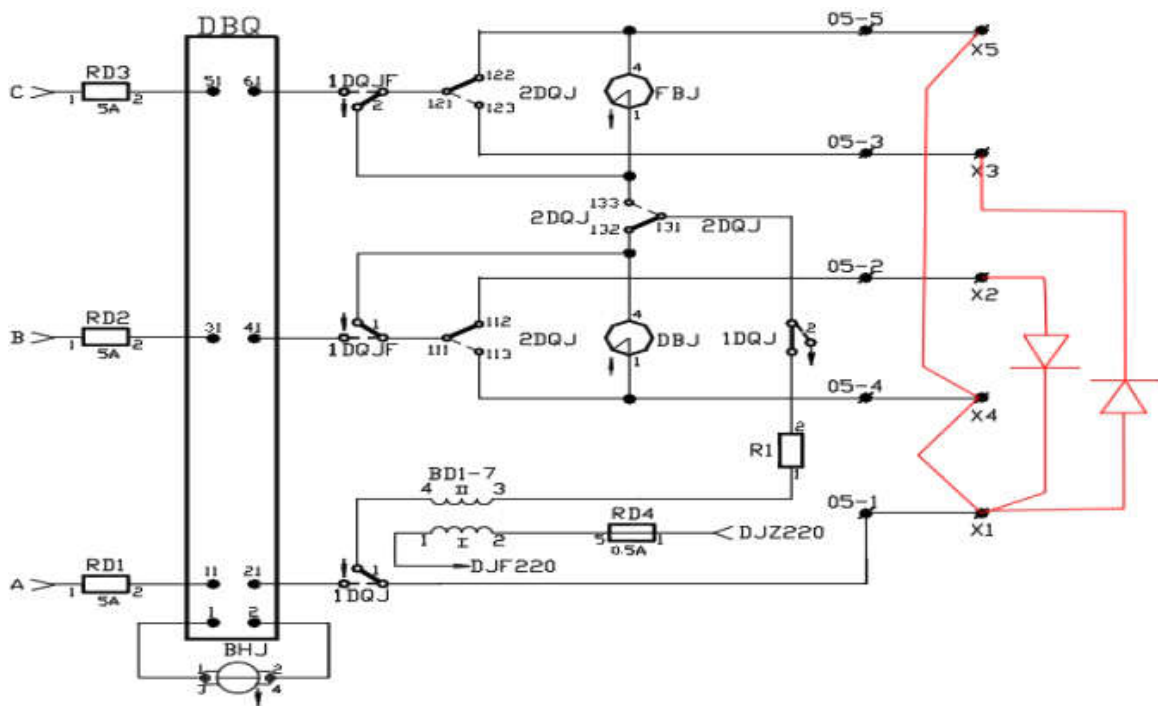 DBQ
05-5
X5
C
RD3
1
2
5A
51
61
1DQJF
2
121
122
123
2DQJ
4
FBJ
1
05-3
X3
133
2DQJ
132
131
2DQJ
05-2
X2
B
RD2
1
2
5A
31
41
1
1DQJF
111
112
113
2DQJ
4
DBJ
1
1DQJ
2
05-4
X4
R1
2
1
BD1-7
4
II
3
05-1
X1
1
I
2
RD4
5
1
0.5A
DJZ220
DJF220
A
RD1
1
2
5A
11
21
1
1DQJ
1
2
BHJ
1
2
3
4